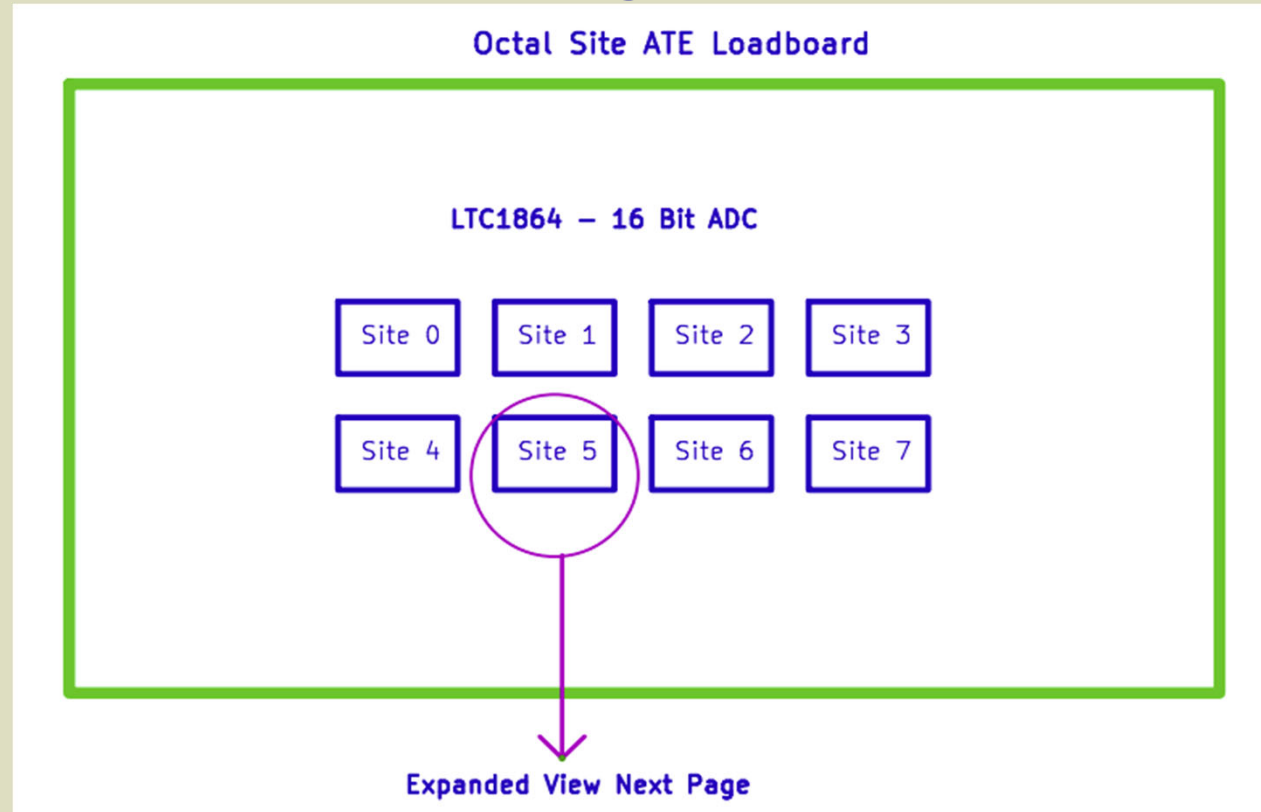 Octal Site ATE Loadboard
LTC1864 – 16 Bit ADC
Site 0 Site 1 Site 2 Site 3
Site 4 Site 5 Site 6 Site 7
Expanded View Next Page